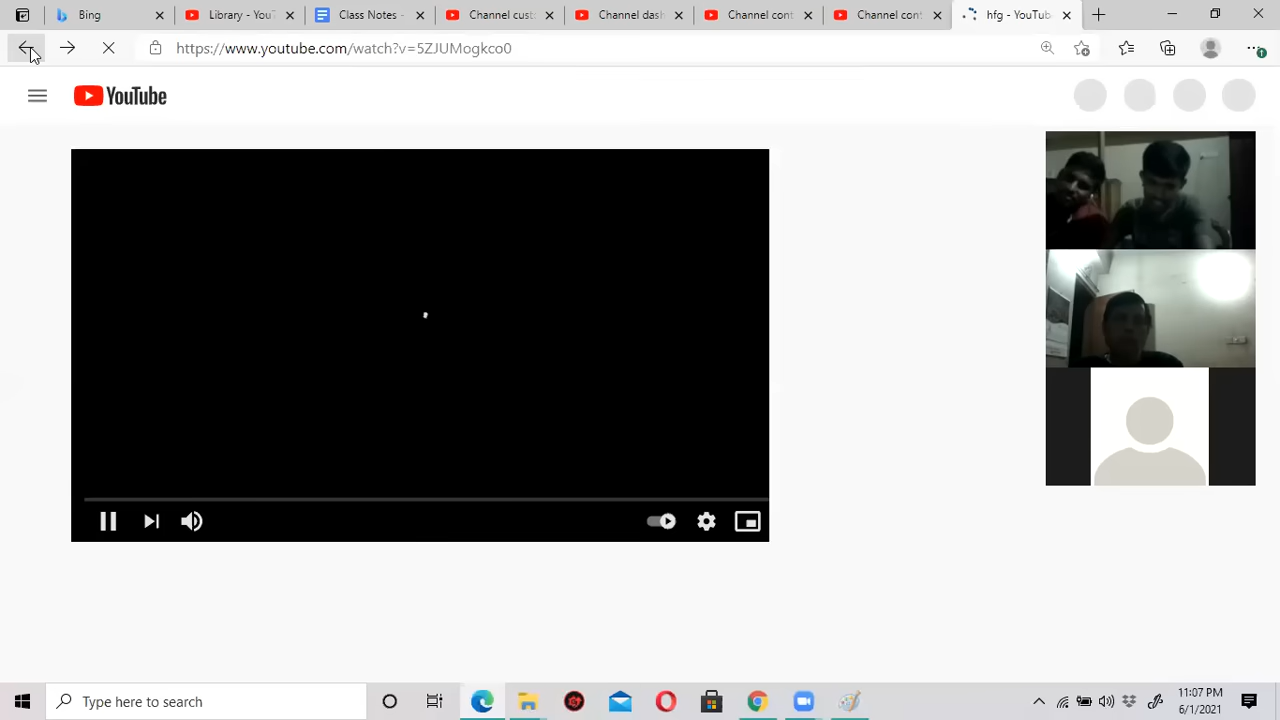 Bing
Library - You
Class Notes -
Channel cust
Channel das
Channel cont
Channel cont
hfg - YouTub
https://www.youtube.com/watch?v=5ZJUMogkco0
YouTube
Type here to search
11:07 PM
6/1/2021